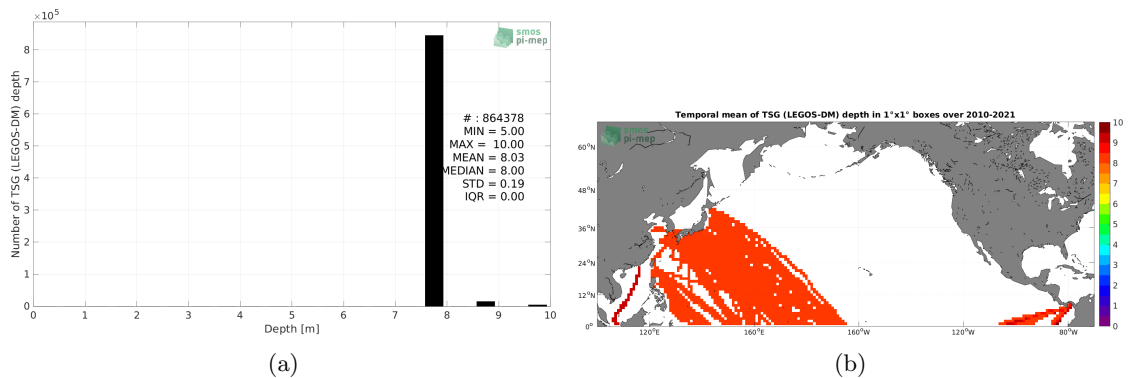 ×10⁵
smos
pi-mep
Number of TSG (LEGOS-DM) depth
8
7
6
5
4
3
2
1
0
# : 864378
MIN = 5.00
MAX = 10.00
MEAN = 8.03
MEDIAN = 8.00
STD = 0.19
IQR = 0.00
0 1 2 3 4 5 6 7 8 9 10
Depth [m]
(a)
Temporal mean of TSG (LEGOS-DM) depth in 1°x1° boxes over 2010-2021
smos
pi-mep
60°N
48°N
36°N
24°N
12°N
0°
120°E 160°E 160°W 120°W 80°W
10
9
8
7
6
5
4
3
2
1
0
(b)